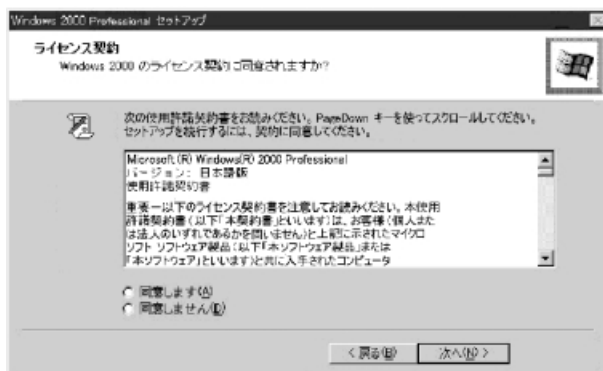 Windows 2000 Professional セットアップ
ライセンス契約
Windows 2000 のライセンス契約に同意されますか?
次の使用許諾契約書をお読みください。PageDown キーを使ってスクロールしてください。
セットアップを続行するには、契約に同意してください。
Microsoft (R) Windows(R) 2000 Professional
バージョン: 日本語版
使用許諾契約書
重要－以下のライセンス契約書を注意してお読みください。本使用
許諾契約書(以下「本契約書」といいます)は、お客様(個人また
は法人のいずれであるかを問いません)と上記に示されたマイクロ
ソフト ソフトウェア製品(以下「本ソフトウェア製品」または
「本ソフトウェア」といいます)と共に入手されたコンピュータ
同意します(A)
同意しません(D)
< 戻る(B)
次へ(N) >